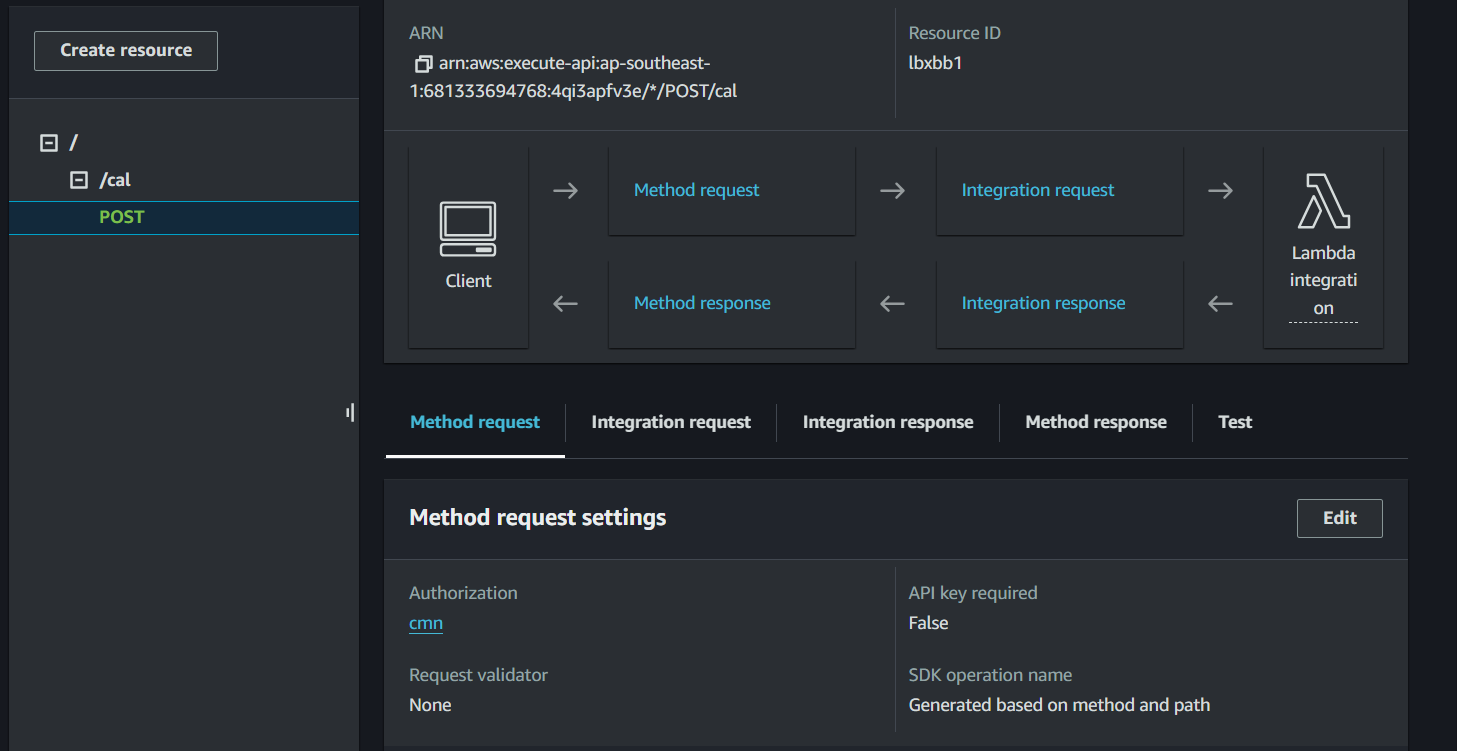 Create resource
/
/cal
POST
ARN
arn:aws:execute-api:ap-southeast-
1:681333694768:4qi3apfv3e/*/POST/cal
Resource ID
lbxbb1
Client
Method request
Integration request
Method response
Integration response
Lambda
integrati
on
Method request
Integration request
Integration response
Method response
Test
Method request settings
Edit
Authorization
cmn
API key required
False
Request validator
None
SDK operation name
Generated based on method and path